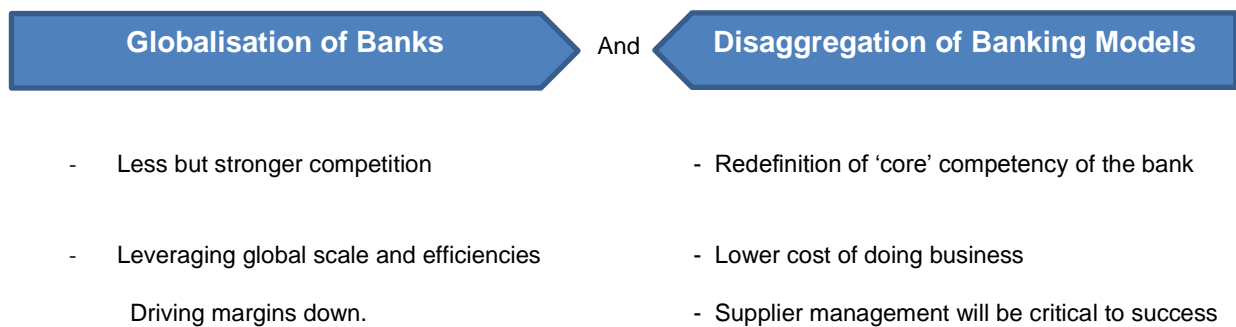 Globalisation of Banks
And
Disaggregation of Banking Models
- Less but stronger competition
- Leveraging global scale and efficiencies
Driving margins down.
- Redefinition of ‘core’ competency of the bank
- Lower cost of doing business
- Supplier management will be critical to success